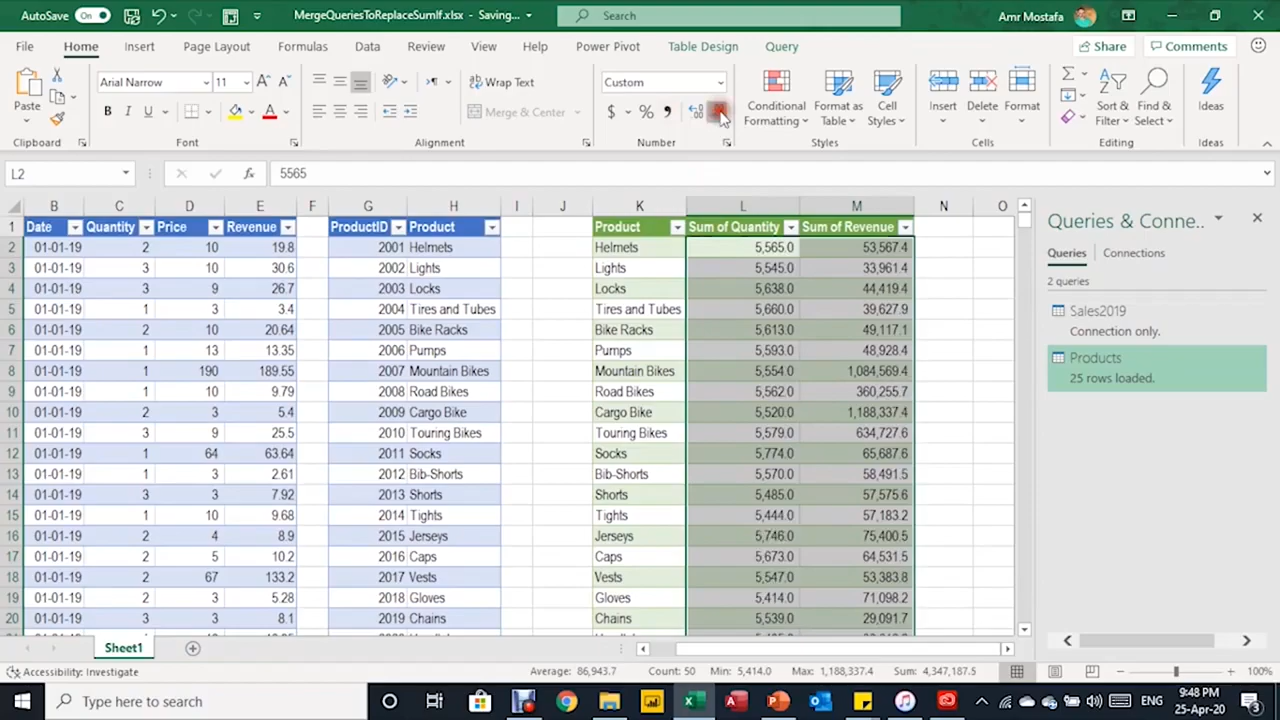 AutoSave On MergeQueriesToReplaceSumIf.xlsx - Saving... Search Amr Mostafa
File Home Insert Page Layout Formulas Data Review View Help Power Pivot Table Design Query Share Comments
Paste Arial Narrow 11 Wrap Text Custom Conditional Formatting Format as Table Cell Styles Insert Delete Format Sort & Filter Find & Select Ideas
B I U Merge & Center $ % ,
Clipboard Font Alignment Number Styles Cells Editing Ideas
L2 fx 5565
B C D E F G H I J K L M N O
1 Date Quantity Price Revenue ProductID Product Product Sum of Quantity Sum of Revenue
2 01-01-19 2 10 19.8 2001 Helmets Helmets 5,565.0 53,567.4
3 01-01-19 3 10 30.6 2002 Lights Lights 5,545.0 33,961.4
4 01-01-19 3 9 26.7 2003 Locks Locks 5,638.0 44,419.4
5 01-01-19 1 3 3.4 2004 Tires and Tubes Tires and Tubes 5,660.0 39,627.9
6 01-01-19 2 10 20.64 2005 Bike Racks Bike Racks 5,613.0 49,117.1
7 01-01-19 1 13 13.35 2006 Pumps Pumps 5,593.0 48,928.4
8 01-01-19 1 190 189.55 2007 Mountain Bikes Mountain Bikes 5,554.0 1,084,569.4
9 01-01-19 1 10 9.79 2008 Road Bikes Road Bikes 5,562.0 360,255.7
10 01-01-19 2 3 5.4 2009 Cargo Bike Cargo Bike 5,520.0 1,188,337.4
11 01-01-19 3 9 25.5 2010 Touring Bikes Touring Bikes 5,579.0 634,727.6
12 01-01-19 1 64 63.64 2011 Socks Socks 5,774.0 65,687.6
13 01-01-19 1 3 2.61 2012 Bib-Shorts Bib-Shorts 5,570.0 58,491.5
14 01-01-19 3 3 7.92 2013 Shorts Shorts 5,485.0 57,575.6
15 01-01-19 1 10 9.68 2014 Tights Tights 5,444.0 57,183.2
16 01-01-19 2 4 8.9 2015 Jerseys Jerseys 5,746.0 75,400.5
17 01-01-19 2 5 10.2 2016 Caps Caps 5,673.0 64,531.5
18 01-01-19 2 67 133.2 2017 Vests Vests 5,547.0 53,383.8
19 01-01-19 2 3 5.28 2018 Gloves Gloves 5,414.0 71,098.2
20 01-01-19 3 3 8.1 2019 Chains Chains 5,539.0 29,091.7
Queries & Conne..
Queries Connections
2 queries
Sales2019
Connection only.
Products
25 rows loaded.
Sheet1
Accessibility: Investigate Average: 86,943.7 Count: 50 Min: 5,414.0 Max: 1,188,337.4 Sum: 4,347,187.5 100%
Type here to search ENG 9:48 PM
25-Apr-20 3